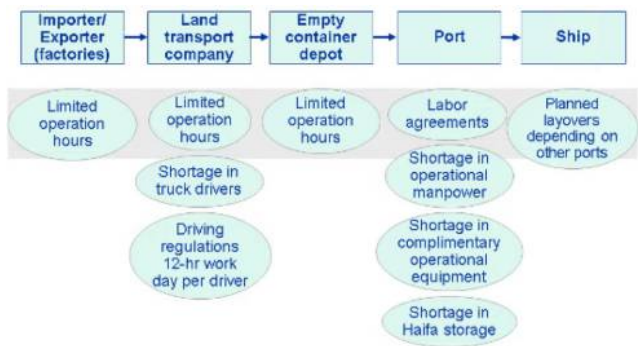 Importer/
Exporter
(factories)
Land
transport
company
Empty
container
depot
Port
Ship
Limited
operation
hours
Limited
operation
hours
Limited
operation
hours
Labor
agreements
Planned
layovers
depending on
other ports
Shortage in
truck drivers
Shortage in
operational
manpower
Driving
regulations
12-hr work
day per driver
Shortage in
complimentary
operational
equipment
Shortage in
Haifa storage